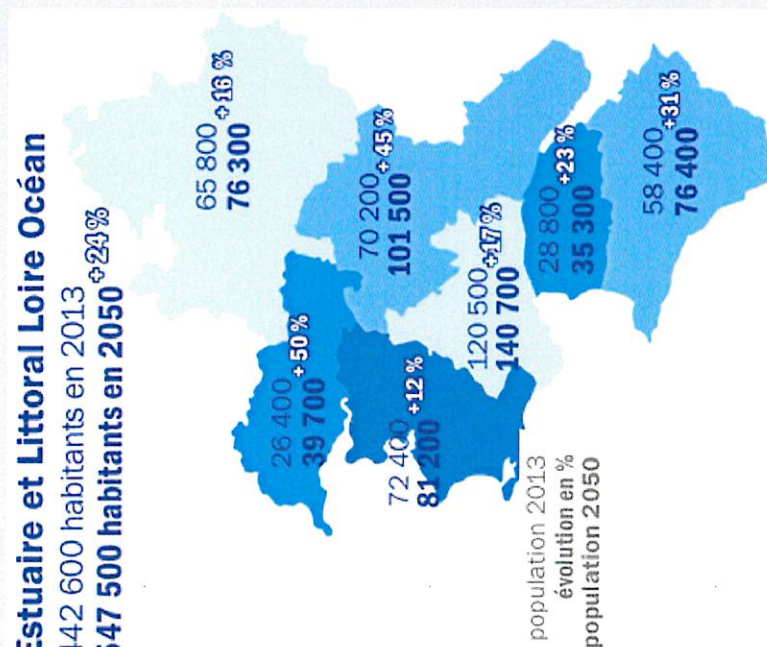 Estuaire et Littoral Loire Océan
442 600 habitants en 2013
547 500 habitants en 2050 +24 %
65 800
76 300 +16 %
70 200
101 500 +45 %
26 400
39 700 +50 %
72 400
81 200 +12 %
120 500
140 700 +17 %
28 800
35 300 +23 %
58 400
76 400 +31 %
population 2013
évolution en %
population 2050